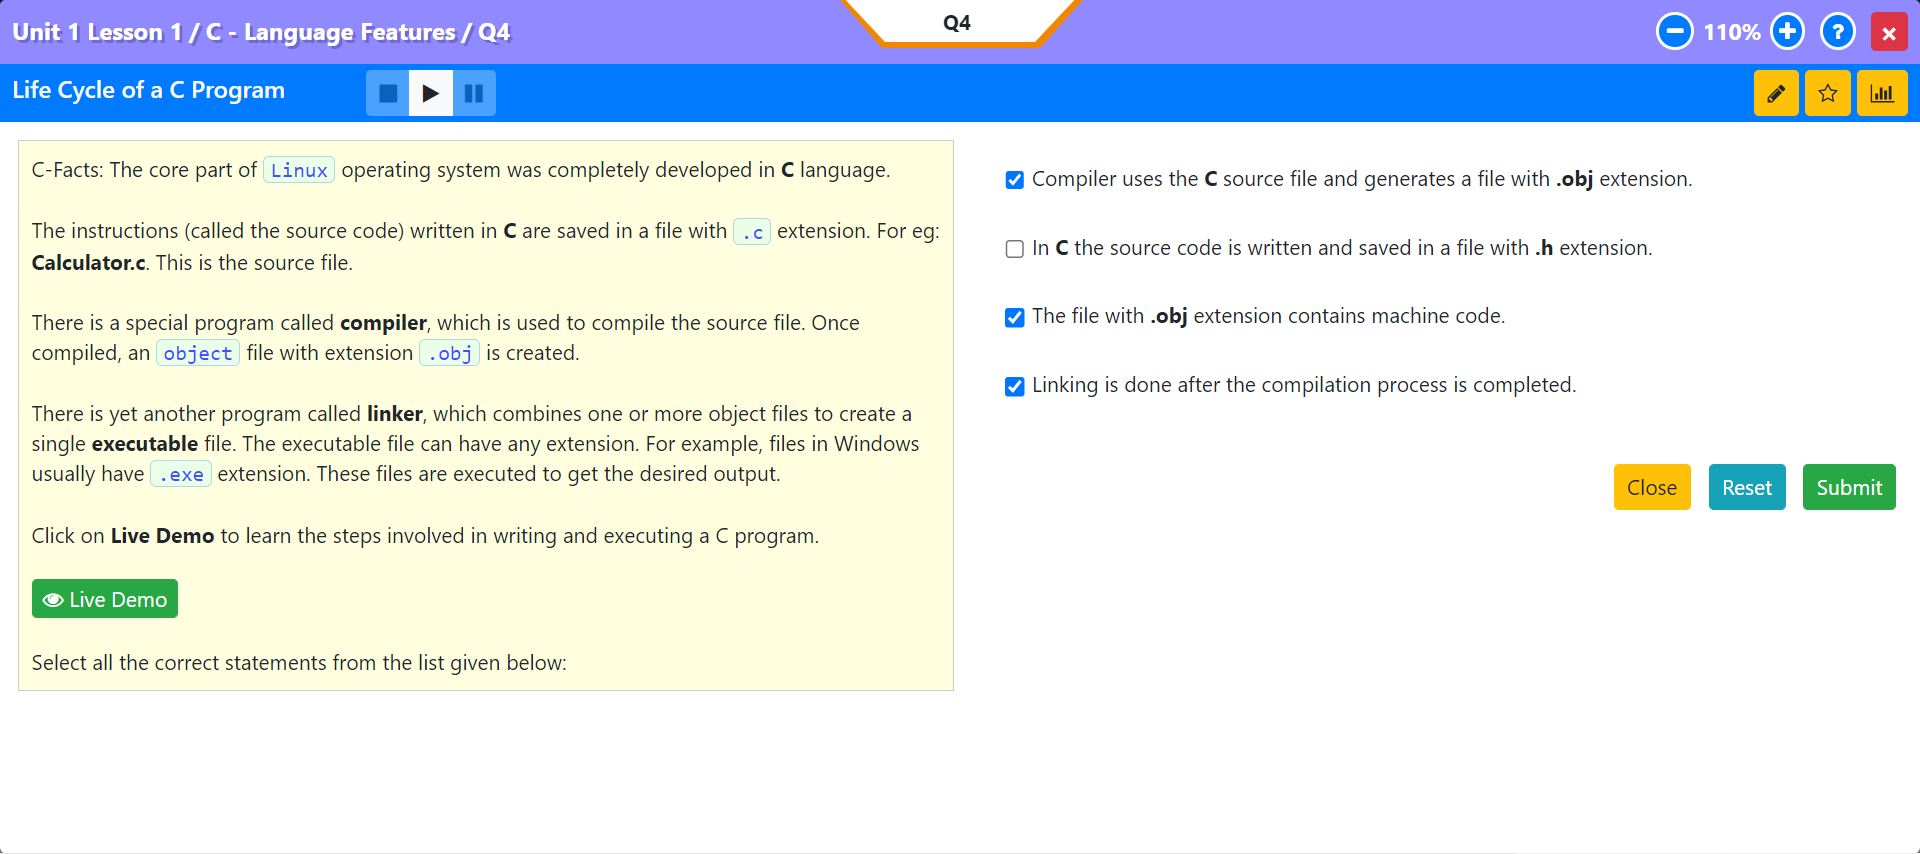 Unit 1 Lesson 1 / C - Language Features / Q4
Q4
110%
?
Life Cycle of a C Program
C-Facts: The core part of Linux operating system was completely developed in C language.
The instructions (called the source code) written in C are saved in a file with .c extension. For eg:
Calculator.c. This is the source file.
There is a special program called compiler, which is used to compile the source file. Once
compiled, an object file with extension .obj is created.
There is yet another program called linker, which combines one or more object files to create a
single executable file. The executable file can have any extension. For example, files in Windows
usually have .exe extension. These files are executed to get the desired output.
Click on Live Demo to learn the steps involved in writing and executing a C program.
Live Demo
Select all the correct statements from the list given below:
Compiler uses the C source file and generates a file with .obj extension.
In C the source code is written and saved in a file with .h extension.
The file with .obj extension contains machine code.
Linking is done after the compilation process is completed.
Close Reset Submit